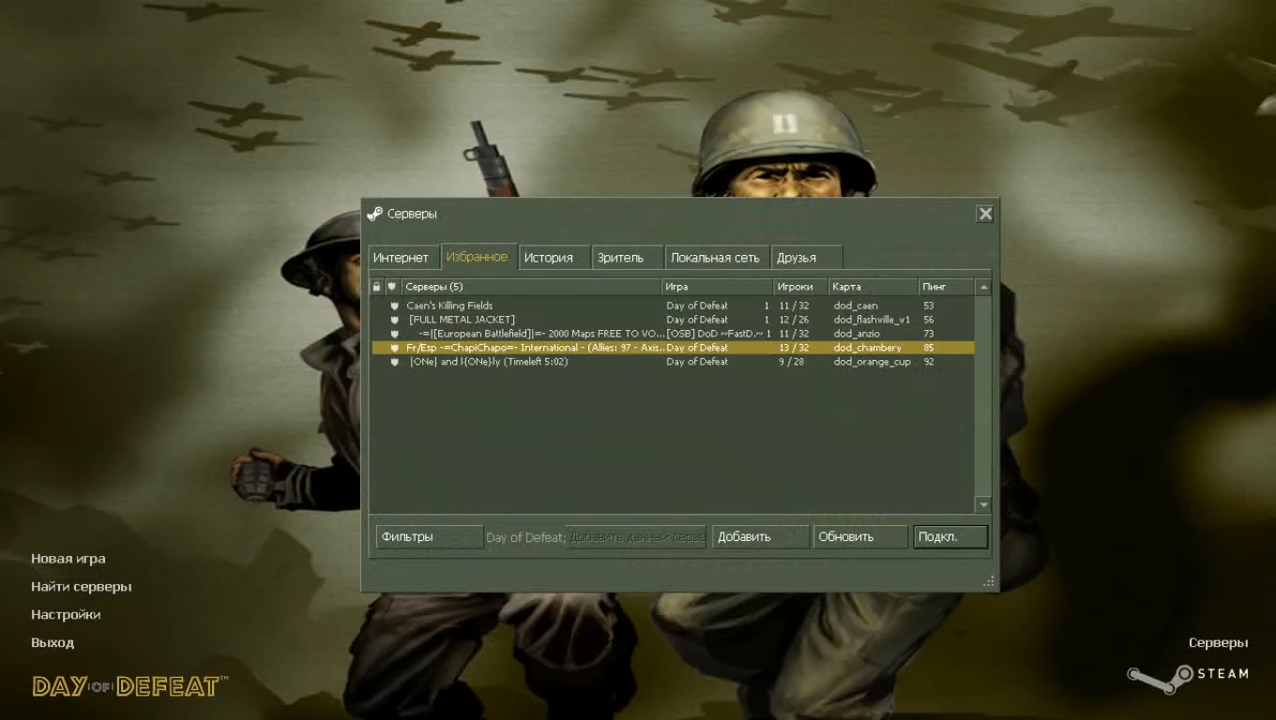 Серверы
Интернет Избранное История Зритель Локальная сеть Друзья
Серверы (5) Игра Игроки Карта Пинг
Caen's Killing Fields Day of Defeat 1 11 / 32 dod_caen 53
[FULL METAL JACKET] Day of Defeat 1 12 / 26 dod_flashville_v1 56
-=|[European Battlefield]|=- 2000 Maps FREE TO VO... [OSB] DoD ~FastD.~ 1 11 / 32 dod_anzio 73
Fr/Esp -=ChapiChapo=- International - (Allies: 97 - Axis... Day of Defeat 13 / 32 dod_chambery 85
|ONe| and l{ONe}ly (Timeleft 5:02) Day of Defeat 9 / 28 dod_orange_cup 92
Фильтры Day of Defeat; Добавить данный серве Добавить Обновить Подкл.
Новая игра
Найти серверы
Настройки
Выход
Серверы
DAY OF DEFEAT™
STEAM